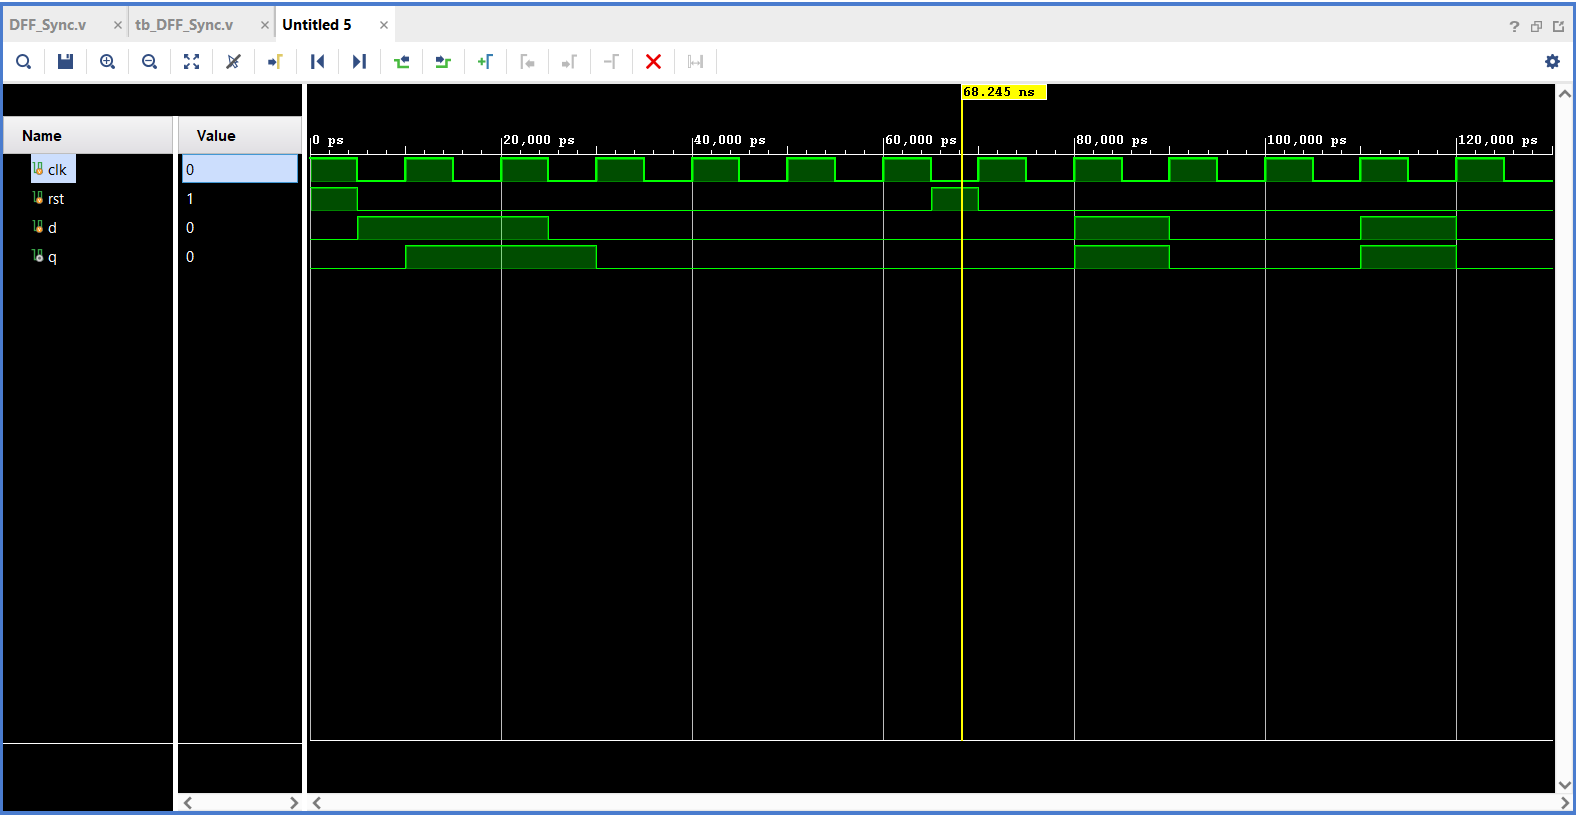 DFF_Sync.v × tb_DFF_Sync.v × Untitled 5 × ?
68.245 ns
Name Value 0 ps 20,000 ps 40,000 ps 60,000 ps 80,000 ps 100,000 ps 120,000 ps
clk 0
rst 1
d 0
q 0